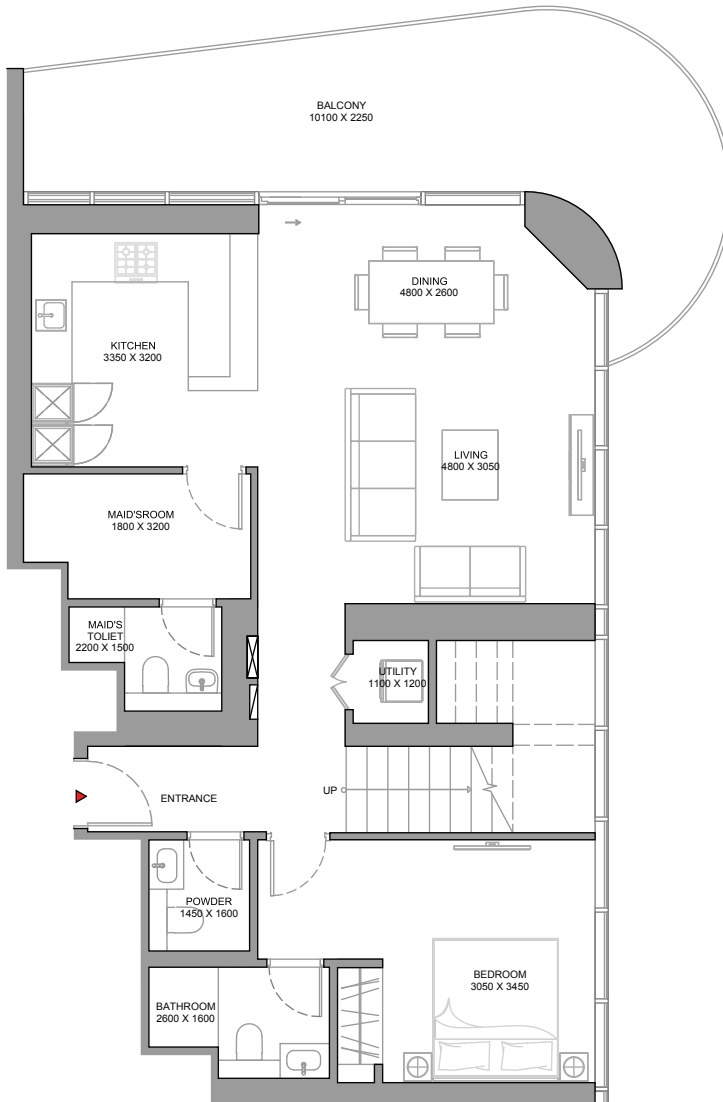 BALCONY
10100 X 2250
DINING
4800 X 2600
KITCHEN
3350 X 3200
LIVING
4800 X 3050
MAID'SROOM
1800 X 3200
MAID'S
TOLIET
2200 X 1500
UTILITY
1100 X 1200
UP
ENTRANCE
POWDER
1450 X 1600
BEDROOM
3050 X 3450
BATHROOM
2600 X 1600